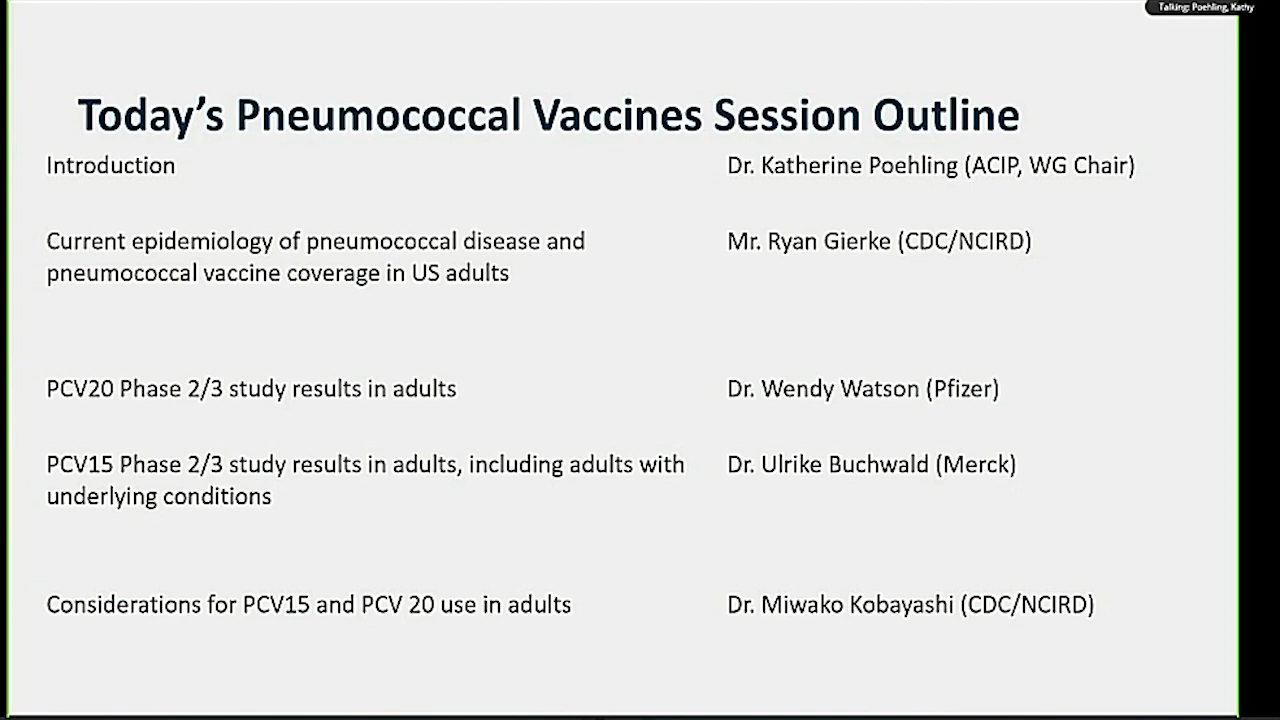 Talking: Poehling, Kathy
Today's Pneumococcal Vaccines Session Outline
Introduction
Dr. Katherine Poehling (ACIP, WG Chair)
Current epidemiology of pneumococcal disease and
pneumococcal vaccine coverage in US adults
Mr. Ryan Gierke (CDC/NCIRD)
PCV20 Phase 2/3 study results in adults
Dr. Wendy Watson (Pfizer)
PCV15 Phase 2/3 study results in adults, including adults with
underlying conditions
Dr. Ulrike Buchwald (Merck)
Considerations for PCV15 and PCV 20 use in adults
Dr. Miwako Kobayashi (CDC/NCIRD)